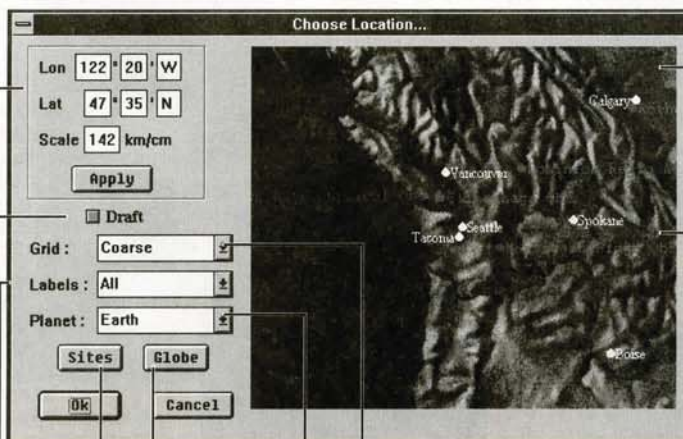 Choose Location...
Lon 122 ° 20 ' W
Lat 47 ° 35 ' N
Scale 142 km/cm
Apply
Draft
Grid : Coarse
Labels : All
Planet : Earth
Sites Globe
Ok Cancel
Calgary
Vancouver
Seattle
Spokane
Tacoma
Boise